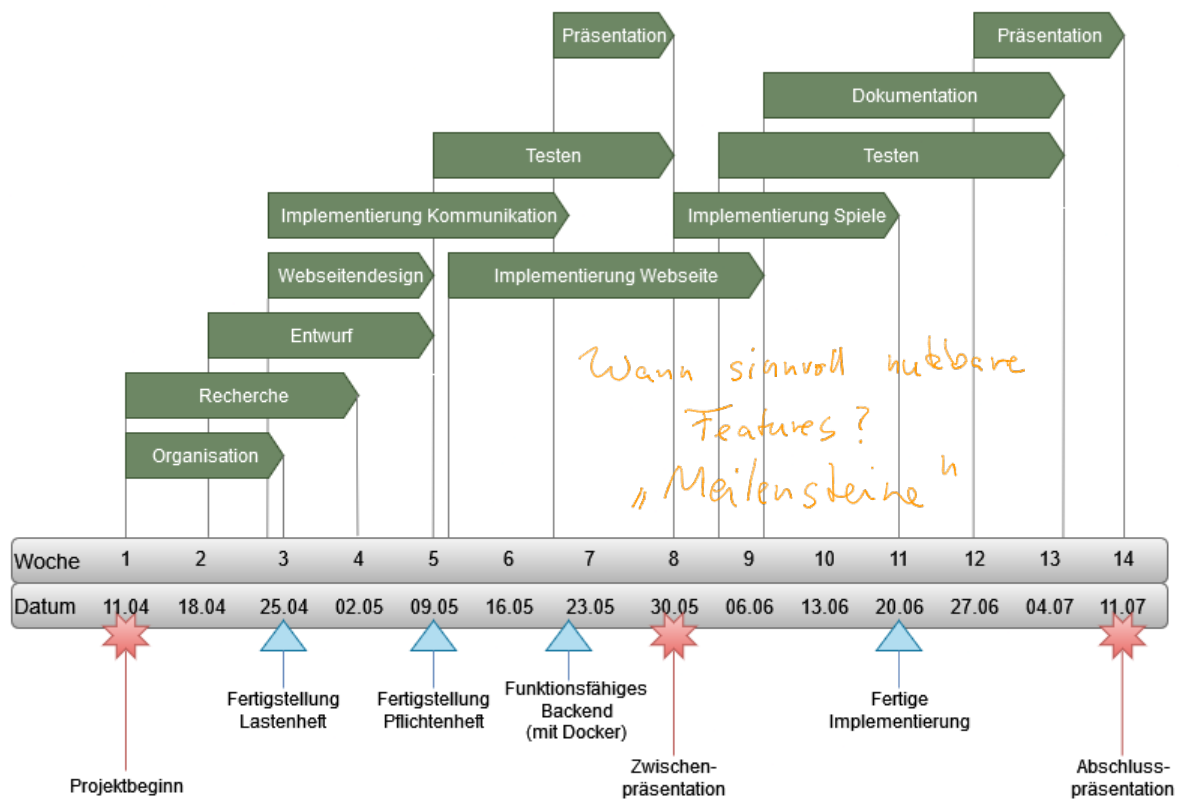 Präsentation
Präsentation
Dokumentation
Testen
Testen
Implementierung Kommunikation
Implementierung Spiele
Webseitendesign
Implementierung Webseite
Entwurf
Wann sinnvoll nutzbare
Features?
„Meilensteine"
Recherche
Organisation
Woche 1 2 3 4 5 6 7 8 9 10 11 12 13 14
Datum 11.04 18.04 25.04 02.05 09.05 16.05 23.05 30.05 06.06 13.06 20.06 27.06 04.07 11.07
Fertigstellung
Lastenheft
Fertigstellung
Pflichtenheft
Funktionsfähiges
Backend
(mit Docker)
Fertige
Implementierung
Projektbeginn
Zwischen-
präsentation
Abschluss-
präsentation